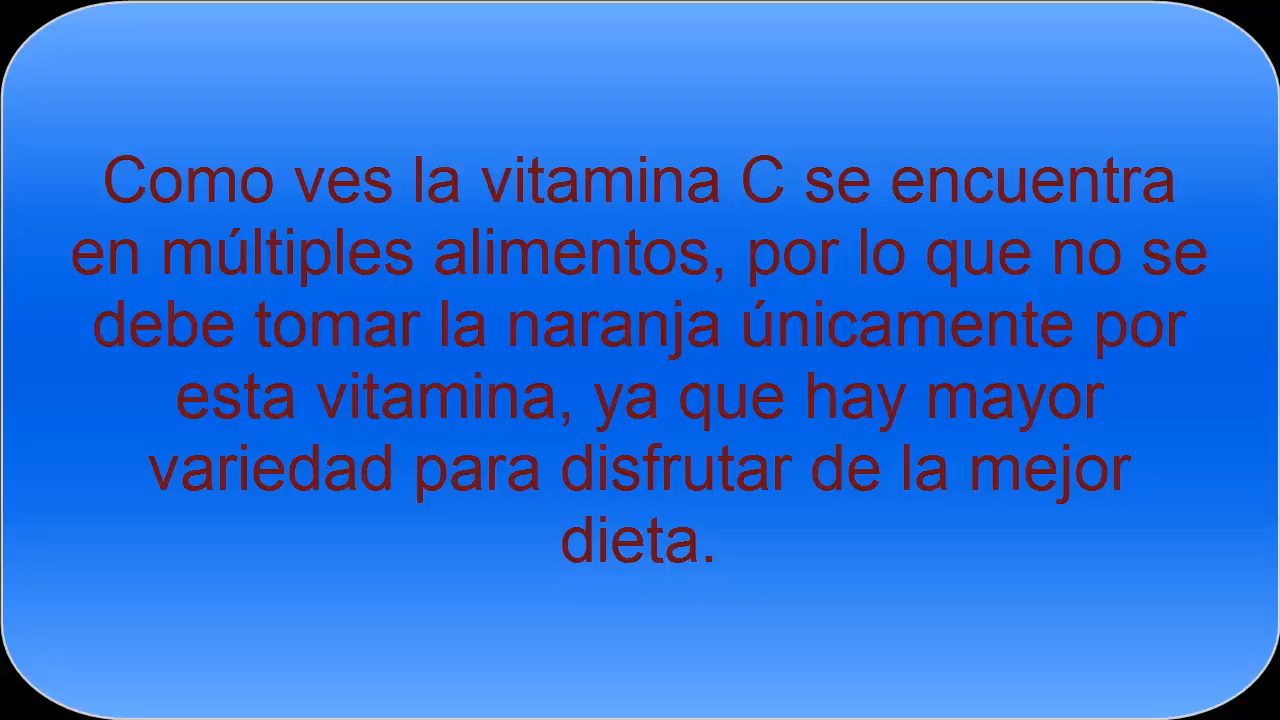 Como ves la vitamina C se encuentra
en múltiples alimentos, por lo que no se
debe tomar la naranja únicamente por
esta vitamina, ya que hay mayor
variedad para disfrutar de la mejor
dieta.